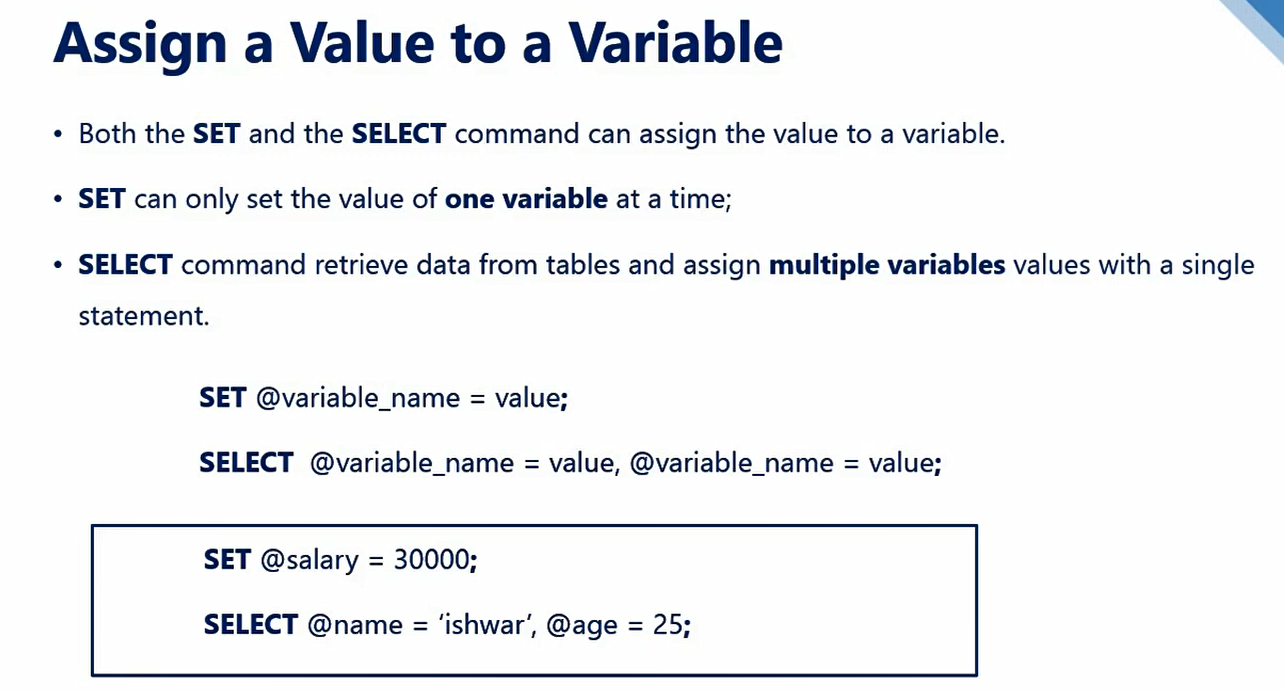 Assign a Value to a Variable
• Both the SET and the SELECT command can assign the value to a variable.
• SET can only set the value of one variable at a time;
• SELECT command retrieve data from tables and assign multiple variables values with a single
statement.
SET @variable_name = value;
SELECT @variable_name = value, @variable_name = value;
SET @salary = 30000;
SELECT @name = ‘ishwar’, @age = 25;